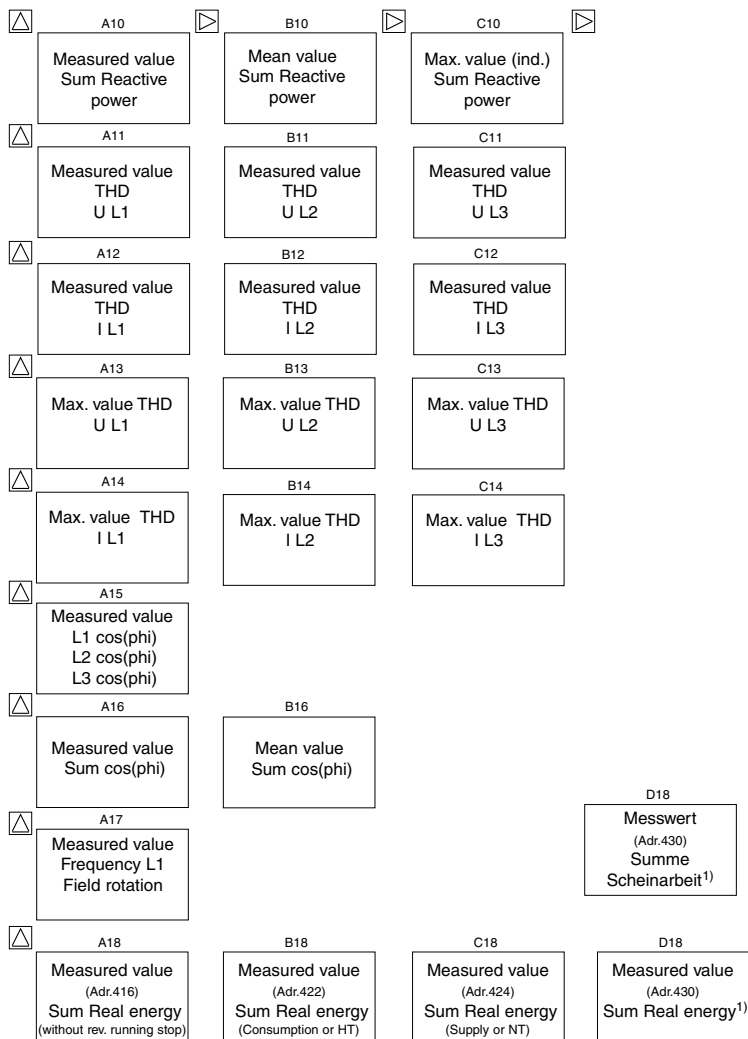 A10
B10
C10
Measured value
Sum Reactive
power
Mean value
Sum Reactive
power
Max. value (ind.)
Sum Reactive
power
A11
B11
C11
Measured value
THD
U L1
Measured value
THD
U L2
Measured value
THD
U L3
A12
B12
C12
Measured value
THD
I L1
Measured value
THD
I L2
Measured value
THD
I L3
A13
B13
C13
Max. value THD
U L1
Max. value THD
U L2
Max. value THD
U L3
A14
B14
C14
Max. value THD
I L1
Max. value THD
I L2
Max. value THD
I L3
A15
Measured value
L1 cos(phi)
L2 cos(phi)
L3 cos(phi)
A16
B16
Measured value
Sum cos(phi)
Mean value
Sum cos(phi)
A17
Measured value
Frequency L1
Field rotation
D18
Messwert
(Adr.430)
Summe
Scheinarbeit1)
A18
B18
C18
D18
Measured value
(Adr.416)
Sum Real energy
(without rev. running stop)
Measured value
(Adr.422)
Sum Real energy
(Consumption or HT)
Measured value
(Adr.424)
Sum Real energy
(Supply or NT)
Measured value
(Adr.430)
Sum Real energy1)